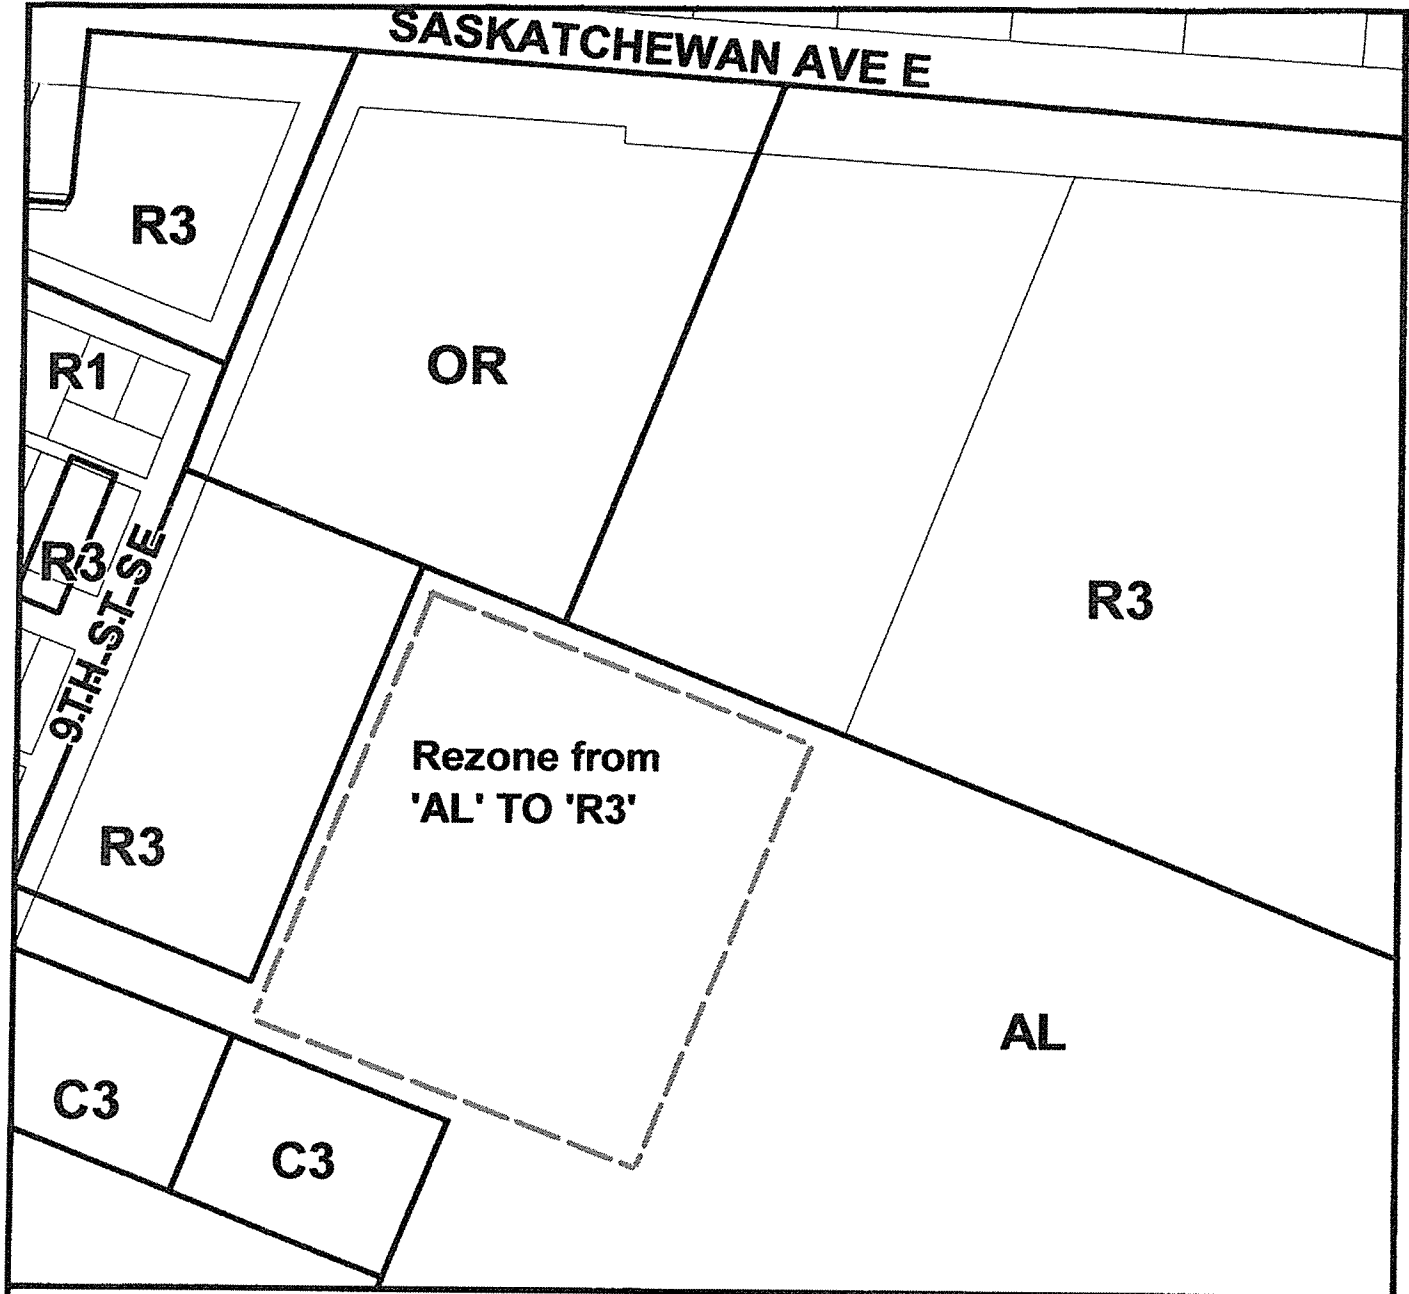 SASKATCHEWAN AVE E
R3
OR
R1
R3
R3
9TH ST SE
Rezone from
'AL' TO 'R3'
R3
AL
C3
C3